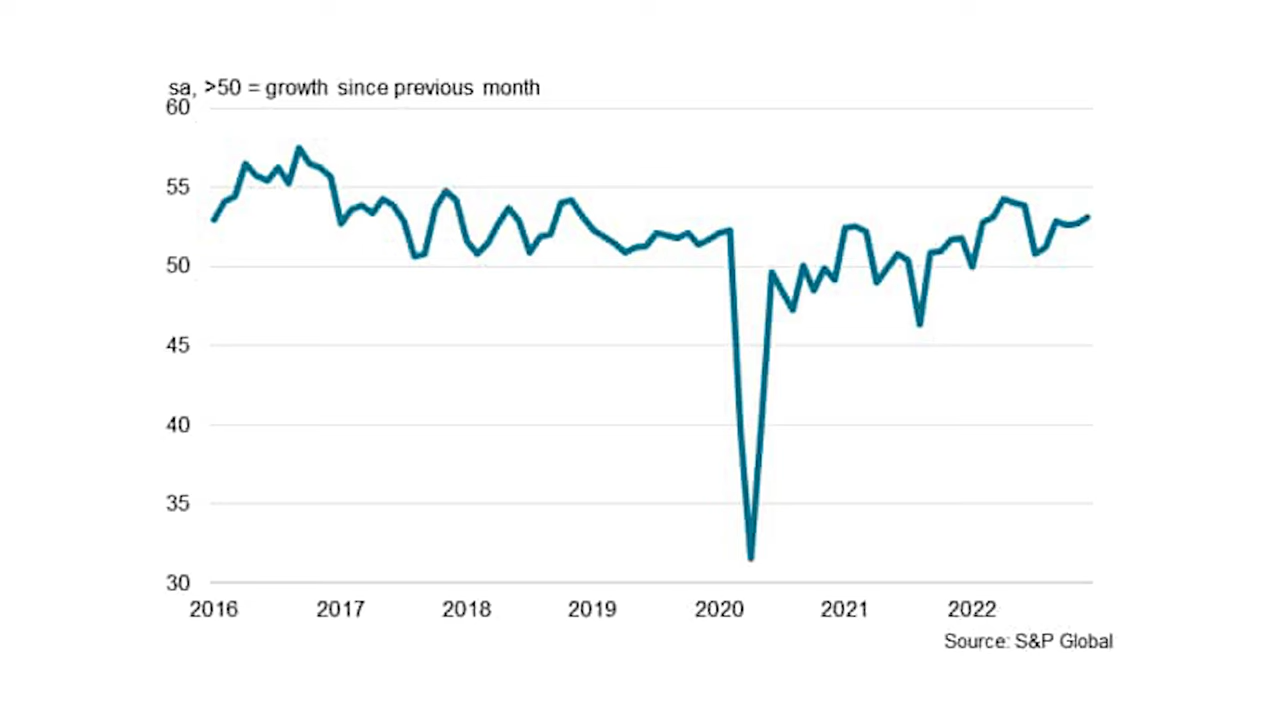 sa, >50 = growth since previous month
60
55
50
45
40
35
30
2016 2017 2018 2019 2020 2021 2022
Source: S&P Global